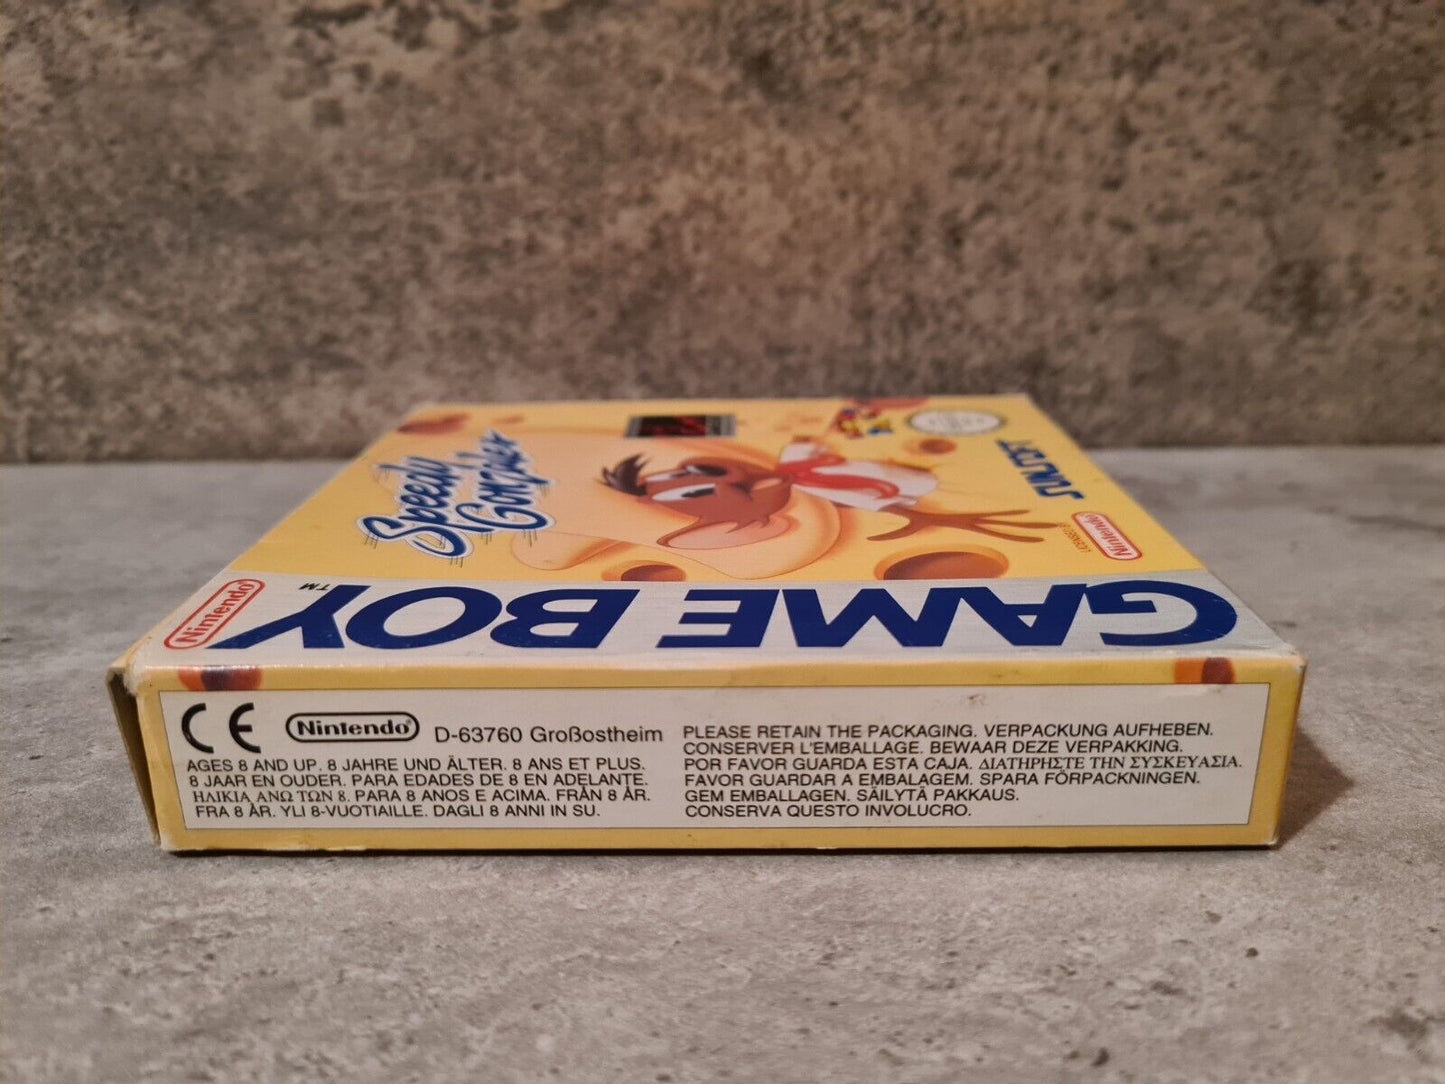 Speedy
Gonzales
SUNSOFT
LICENSED BY
Nintendo
Nintendo
GAME BOY
TM
CE Nintendo® D-63760 Großostheim
AGES 8 AND UP. 8 JAHRE UND ÄLTER. 8 ANS ET PLUS.
8 JAAR EN OUDER. PARA EDADES DE 8 EN ADELANTE.
ΗΛΙΚΙΑ ΑΝΩ ΤΩΝ 8. PARA 8 ANOS E ACIMA. FRÅN 8 ÅR.
FRA 8 ÅR. YLI 8-VUOTIAILLE. DAGLI 8 ANNI IN SU.
PLEASE RETAIN THE PACKAGING. VERPACKUNG AUFHEBEN.
CONSERVER L'EMBALLAGE. BEWAAR DEZE VERPAKKING.
POR FAVOR GUARDA ESTA CAJA. ΔΙΑΤΗΡΗΣΤΕ ΤΗΝ ΣΥΣΚΕΥΑΣΙΑ.
FAVOR GUARDAR A EMBALAGEM. SPARA FÖRPACKNINGEN.
GEM EMBALLAGEN. SÄILYTÄ PAKKAUS.
CONSERVA QUESTO INVOLUCRO.